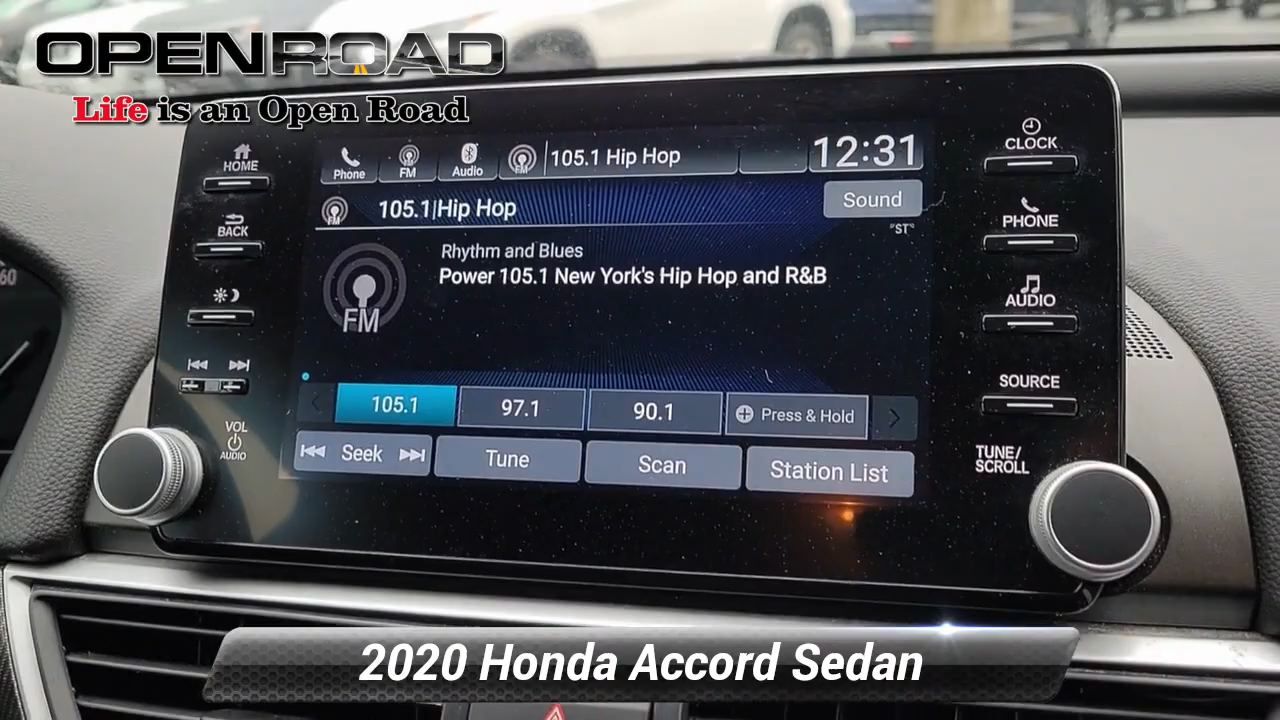 OPENROAD
Life is an Open Road
HOME
BACK
VOL
AUDIO
Phone
FM
Audio
FM
105.1 Hip Hop
12:31
FM
105.1|Hip Hop
Sound
"ST"
Rhythm and Blues
Power 105.1 New York's Hip Hop and R&B
FM
105.1
97.1
90.1
Press & Hold
Seek
Tune
Scan
Station List
CLOCK
PHONE
AUDIO
SOURCE
TUNE/
SCROLL
60
2020 Honda Accord Sedan